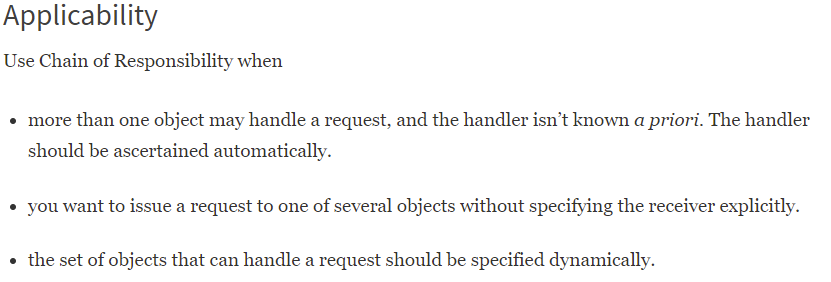 Applicability
Use Chain of Responsibility when
• more than one object may handle a request, and the handler isn’t known a priori. The handler
should be ascertained automatically.
• you want to issue a request to one of several objects without specifying the receiver explicitly.
• the set of objects that can handle a request should be specified dynamically.